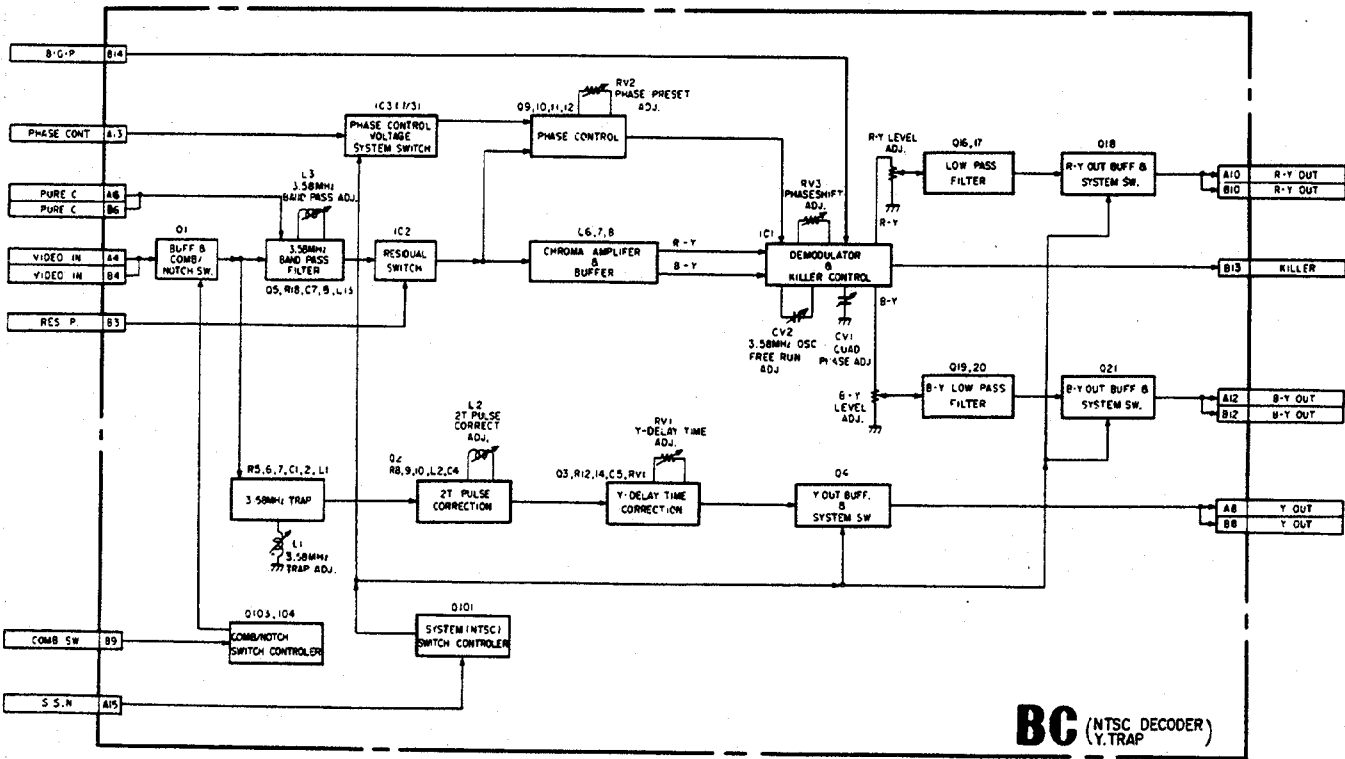 B·G·P B14
PHASE CONT A13
PURE C A6
PURE C B6
VIDEO IN A4
VIDEO IN B4
RES P. B3
COMB SW B9
S S.N A15
Q1
BUFF &
COMB/
NOTCH SW.
L3
3.58MHz
BAND PASS ADJ.
3.58MHz
BAND PASS
FILTER
IC3(1/3)
PHASE CONTROL
VOLTAGE
SYSTEM SWITCH
IC2
RESIDUAL
SWITCH
RV2
PHASE PRESET
ADJ.
Q9,10,11,12
PHASE CONTROL
L6,7,8
CHROMA AMPLIFER
&
BUFFER
R-Y
B-Y
RV3
PHASESHIFT
ADJ.
IC1
DEMODULATOR
&
KILLER CONTROL
CV2
3.58MHz OSC
FREE RUN
ADJ
CV1
QUAD
PHASE ADJ
R-Y LEVEL
ADJ.
R-Y
B-Y
B-Y
LEVEL
ADJ.
Q16,17
LOW PASS
FILTER
Q18
R-Y OUT BUFF &
SYSTEM SW.
Q19,20
B-Y LOW PASS
FILTER
Q21
B-Y OUT BUFF &
SYSTEM SW.
R5,6,7,C1,2,L1
3.58MHz TRAP
L1
3.58MHz
TRAP ADJ.
L2
2T PULSE
CORRECT
ADJ.
Q2
R8,9,10,L2,C4
2T PULSE
CORRECTION
RV1
Y-DELAY TIME
ADJ.
Q3,R12,14,C5,RV1
Y-DELAY TIME
CORRECTION
Q4
Y OUT BUFF.
&
SYSTEM SW
Q103,104
COMB/NOTCH
SWITCH CONTROLER
Q101
SYSTEM(NTSC)
SWITCH CONTROLER
A10 R-Y OUT
B10 R-Y OUT
B13 KILLER
A12 B-Y OUT
B12 B-Y OUT
A8 Y OUT
B8 Y OUT
BC (NTSC DECODER)
Y.TRAP